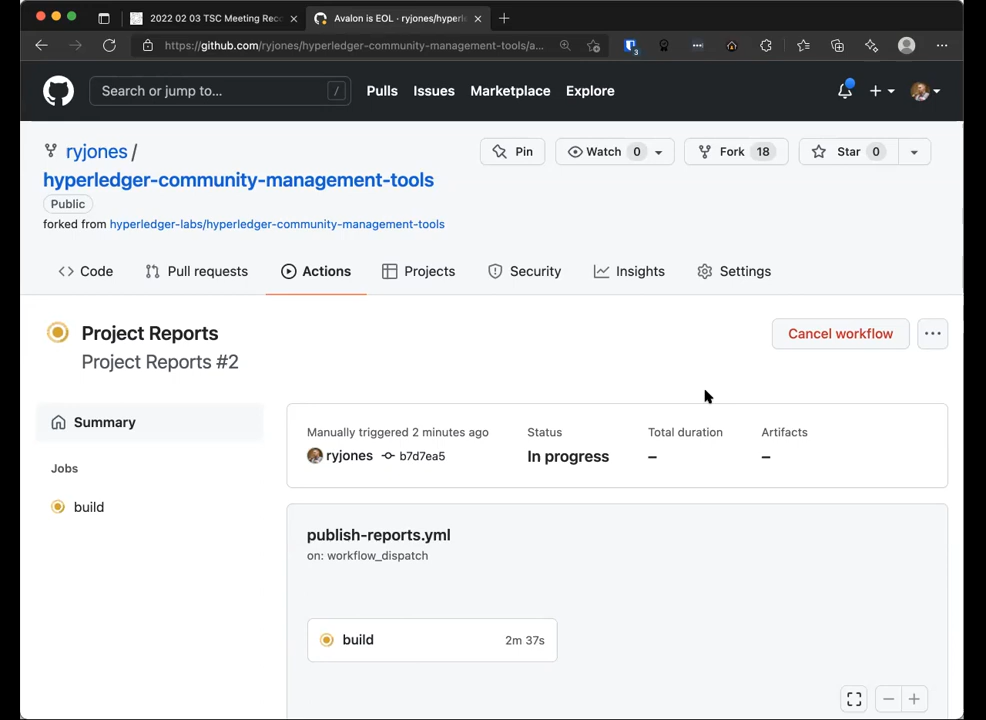 2022 02 03 TSC Meeting Rec
Avalon is EOL · ryjones/hyperle
https://github.com/ryjones/hyperledger-community-management-tools/a...
3
Search or jump to...
/
Pulls
Issues
Marketplace
Explore
ryjones /
hyperledger-community-management-tools
Public
forked from hyperledger-labs/hyperledger-community-management-tools
Pin
Watch 0
Fork 18
Star 0
Code
Pull requests
Actions
Projects
Security
Insights
Settings
Project Reports
Project Reports #2
Cancel workflow
Summary
Jobs
build
Manually triggered 2 minutes ago
ryjones b7d7ea5
Status
In progress
Total duration
–
Artifacts
–
publish-reports.yml
on: workflow_dispatch
build
2m 37s